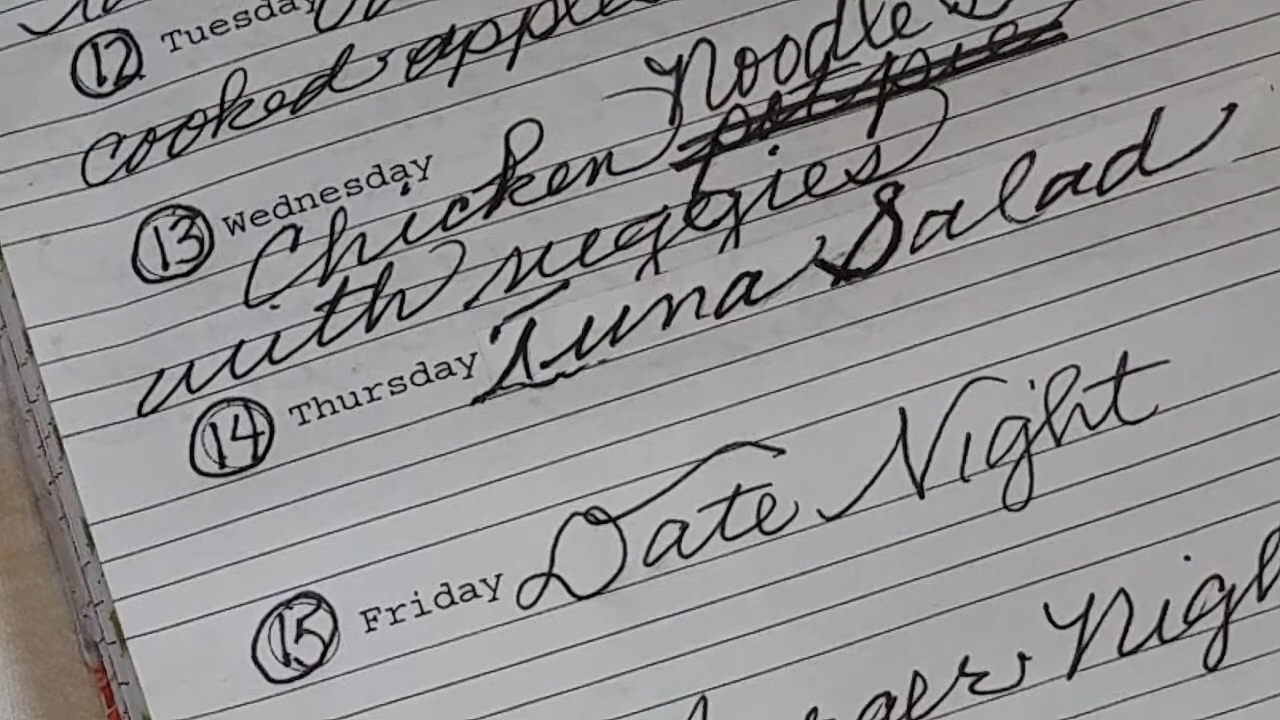 12 Tuesday
cooked apple
Noodle
13 Wednesday
Chicken pot pie
with veggies
14 Thursday Tuna Salad
15 Friday Date Night